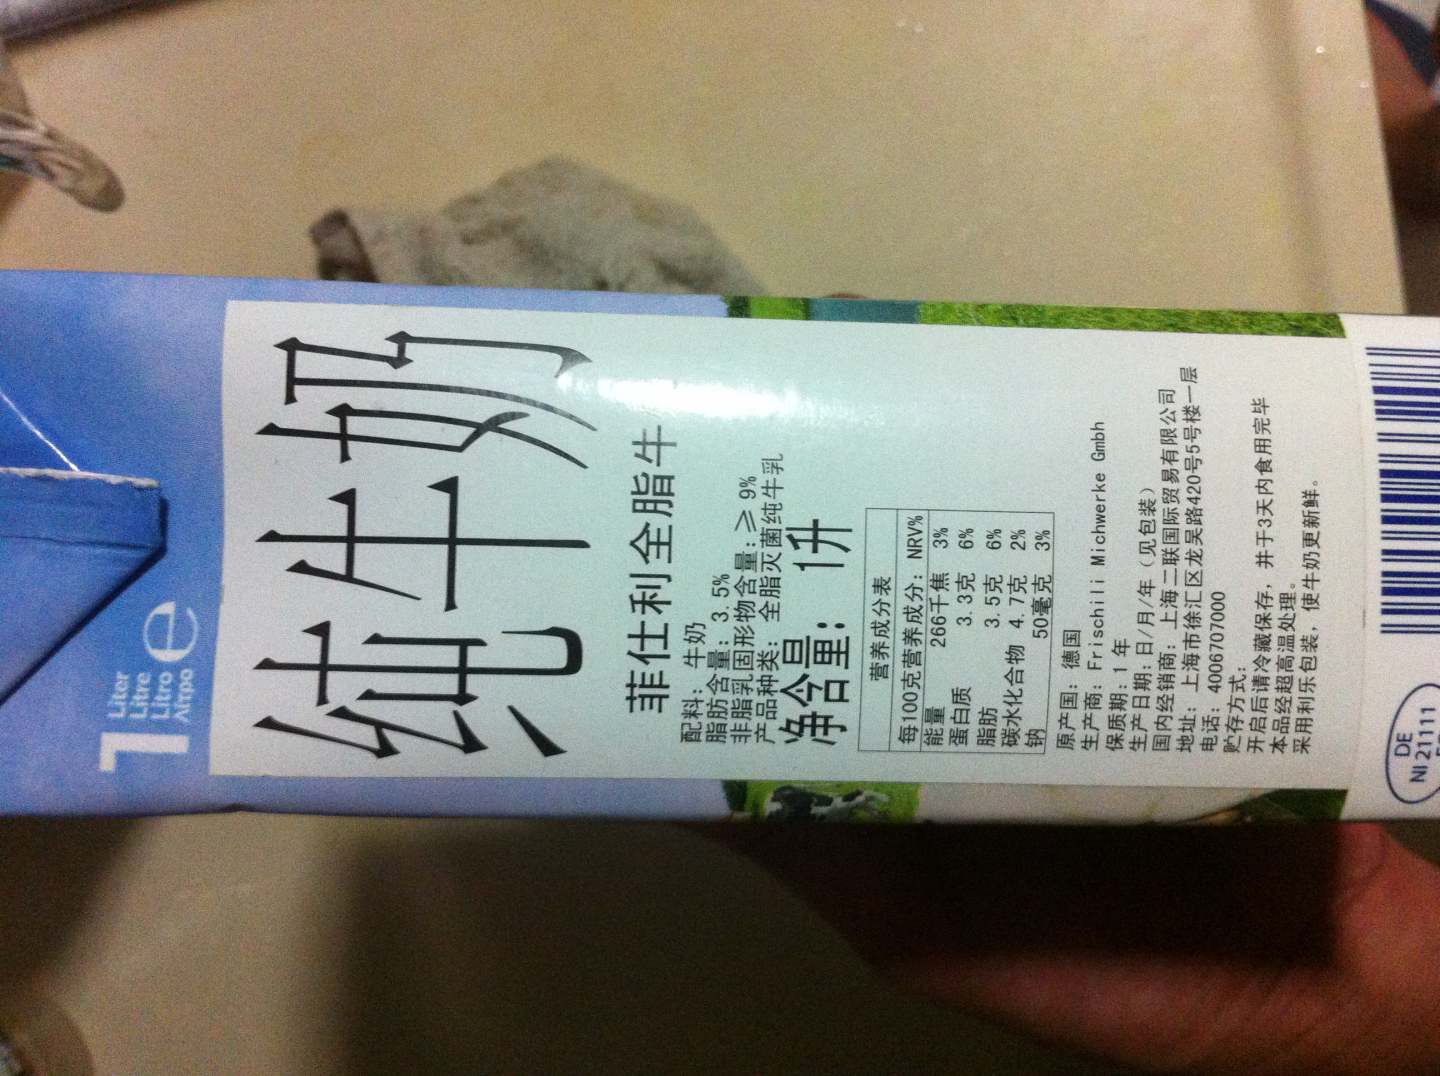 1 Liter
Litre
Litro
Λίτρο
e
纯牛奶
菲仕利全脂牛
配料：牛奶
脂肪含量：3.5%
非脂乳固形物含量：≥ 9%
产品种类： 全脂灭菌纯牛乳
净含量： 1升
营养成分表
每100克营养成分： NRV%
能量 266千焦 3%
蛋白质 3.3克 6%
脂肪 3.5克 6%
碳水化合物 4.7克 2%
钠 50毫克 3%
原产国：德国
生产商：Frischili Michwerke Gmbh
保质期：1年
生产日期：日/月/年（见包装）
国内经销商：上海二联国际贸易有限公司
地址： 上海市徐汇区龙吴路420号5号楼一层
电话： 4006707000
贮存方式：
开启后请冷藏保存，并于3天内食用完毕
本品经超高温处理。
采用利乐包装，使牛奶更新鲜。
DE
NI 21111